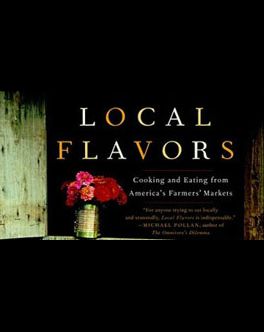 LOCAL
FLAVORS
Cooking and Eating from
America's Farmers' Markets
"For anyone trying to eat locally
and seasonally, Local Flavors is indispensable."
– MICHAEL POLLAN, author of
The Omnivore's Dilemma